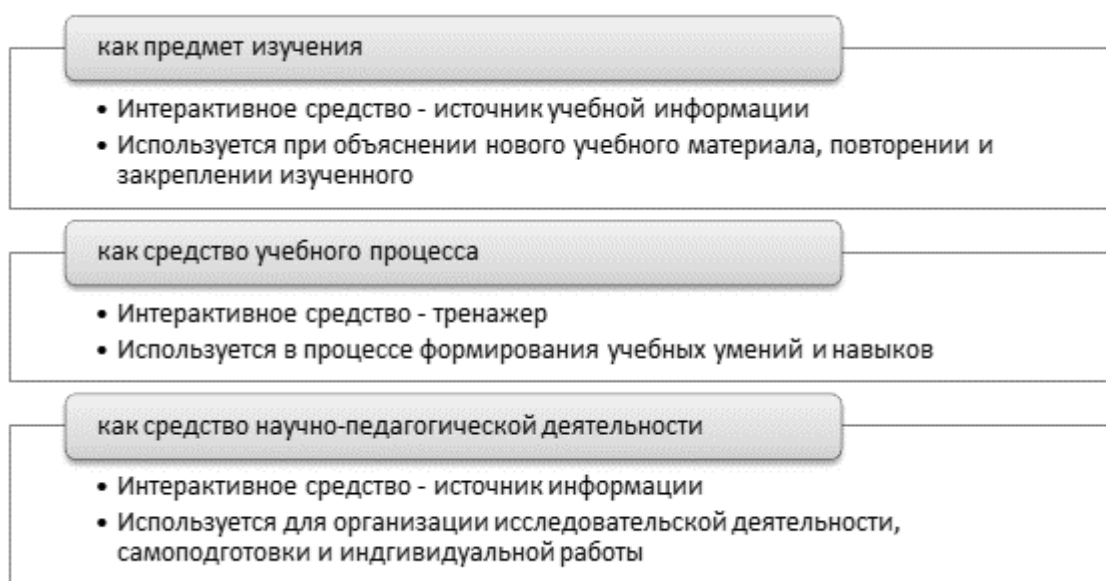 как предмет изучения
• Интерактивное средство - источник учебной информации
• Используется при объяснении нового учебного материала, повторении и
закреплении изученного
как средство учебного процесса
• Интерактивное средство - тренажер
• Используется в процессе формирования учебных умений и навыков
как средство научно-педагогической деятельности
• Интерактивное средство - источник информации
• Используется для организации исследовательской деятельности,
самоподготовки и индгивидуальной работы